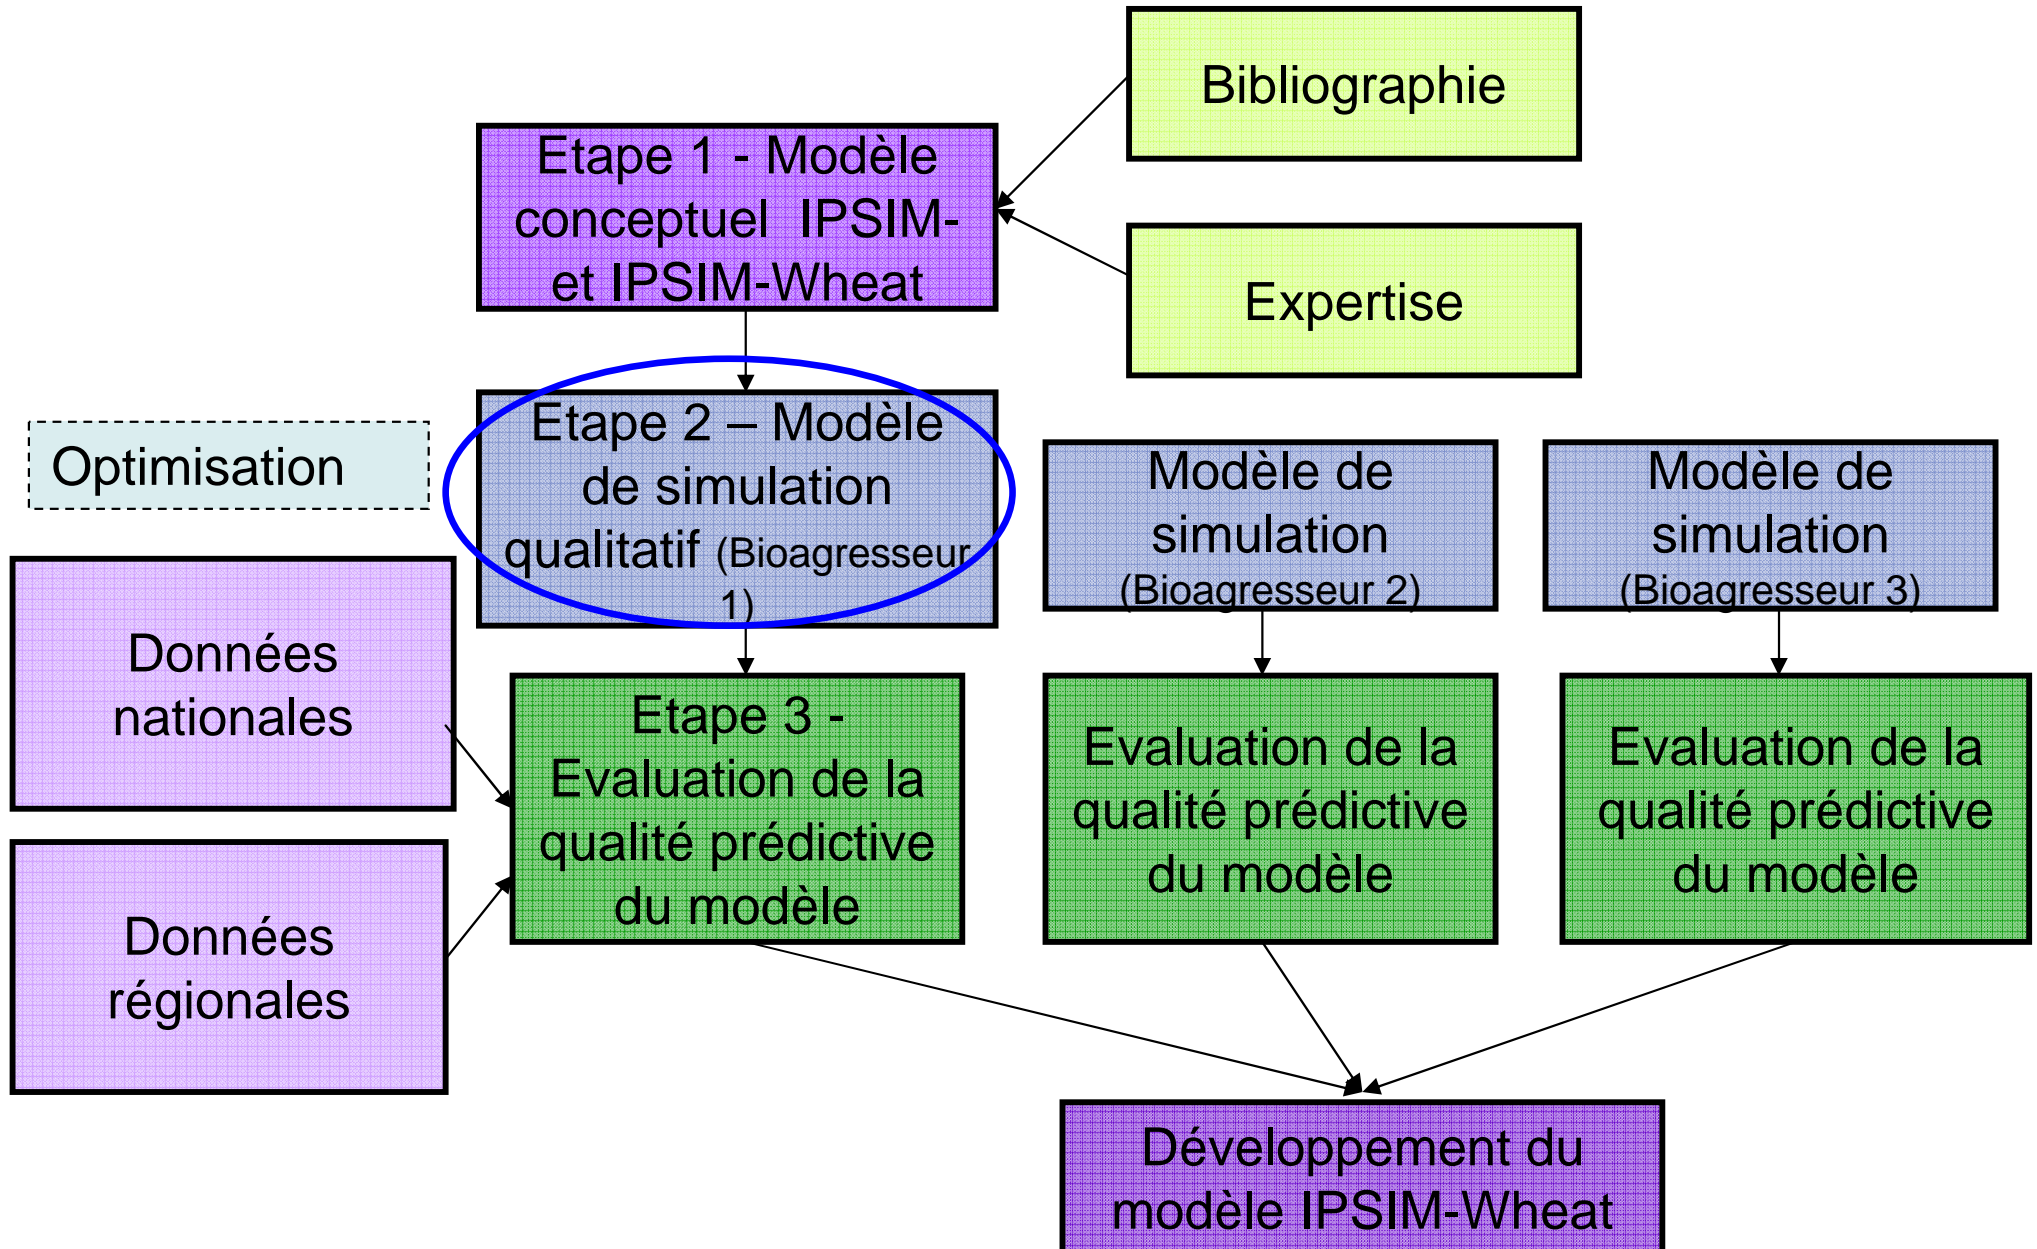 Bibliographie
Etape 1 - Modèle
conceptuel  IPSIM-
et IPSIM-Wheat
Expertise
Etape 2 – Modèle
de simulation
qualitatif (Bioagresseur
1)
Optimisation
Modèle de
simulation
(Bioagresseur 2)
Modèle de
simulation
(Bioagresseur 3)
Données
nationales
Etape 3 -
Evaluation de la
qualité prédictive
du modèle
Evaluation de la
qualité prédictive
du modèle
Evaluation de la
qualité prédictive
du modèle
Données
régionales
Développement du
modèle IPSIM-Wheat